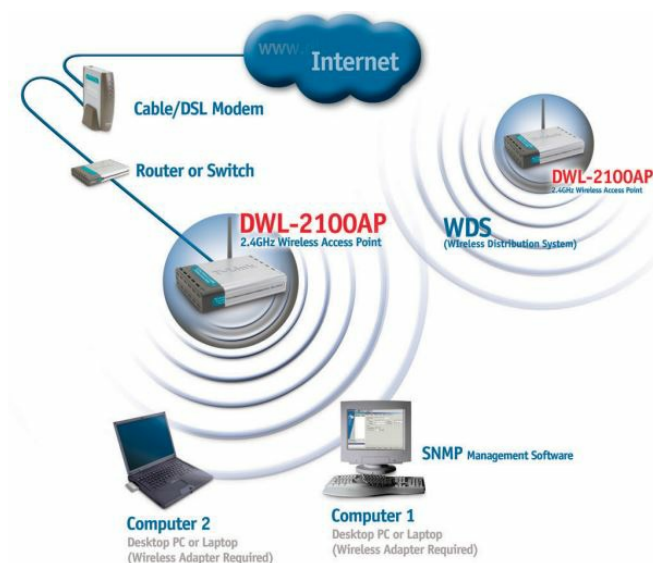 www.
Internet
Cable/DSL Modem
Router or Switch
DWL-2100AP
2.4GHz Wireless Access Point
DWL-2100AP
2.4GHz Wireless Access Point
WDS
(Wireless Distribution System)
D-Link
SNMP Management Software
Computer 2
Desktop PC or Laptop
(Wireless Adapter Required)
Computer 1
Desktop PC or Laptop
(Wireless Adapter Required)